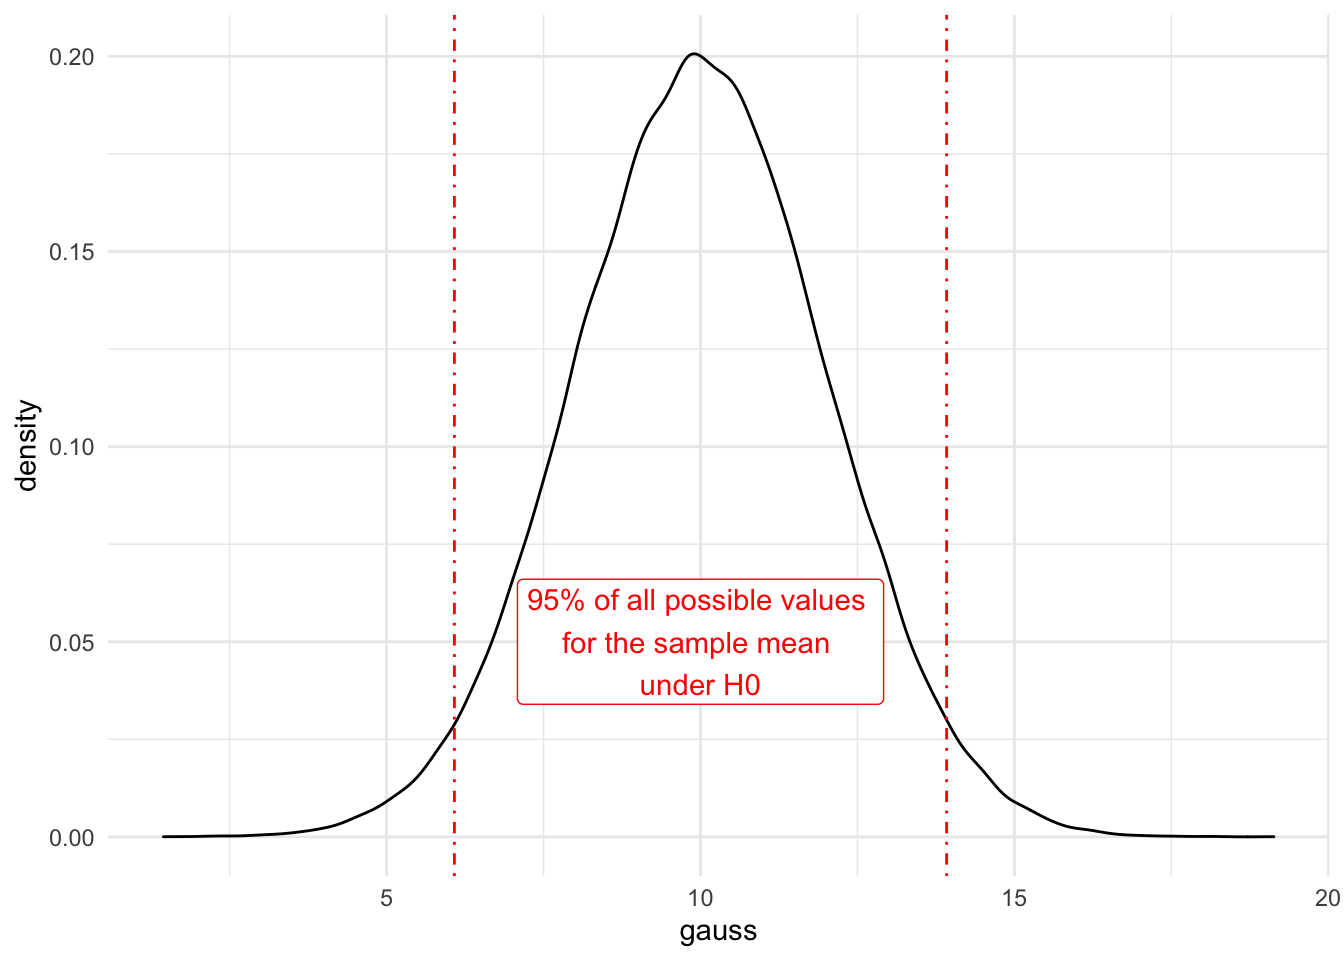 0.20
0.15
0.10
0.05
0.00
density
95% of all possible values
for the sample mean
under H0
5
10
15
20
gauss